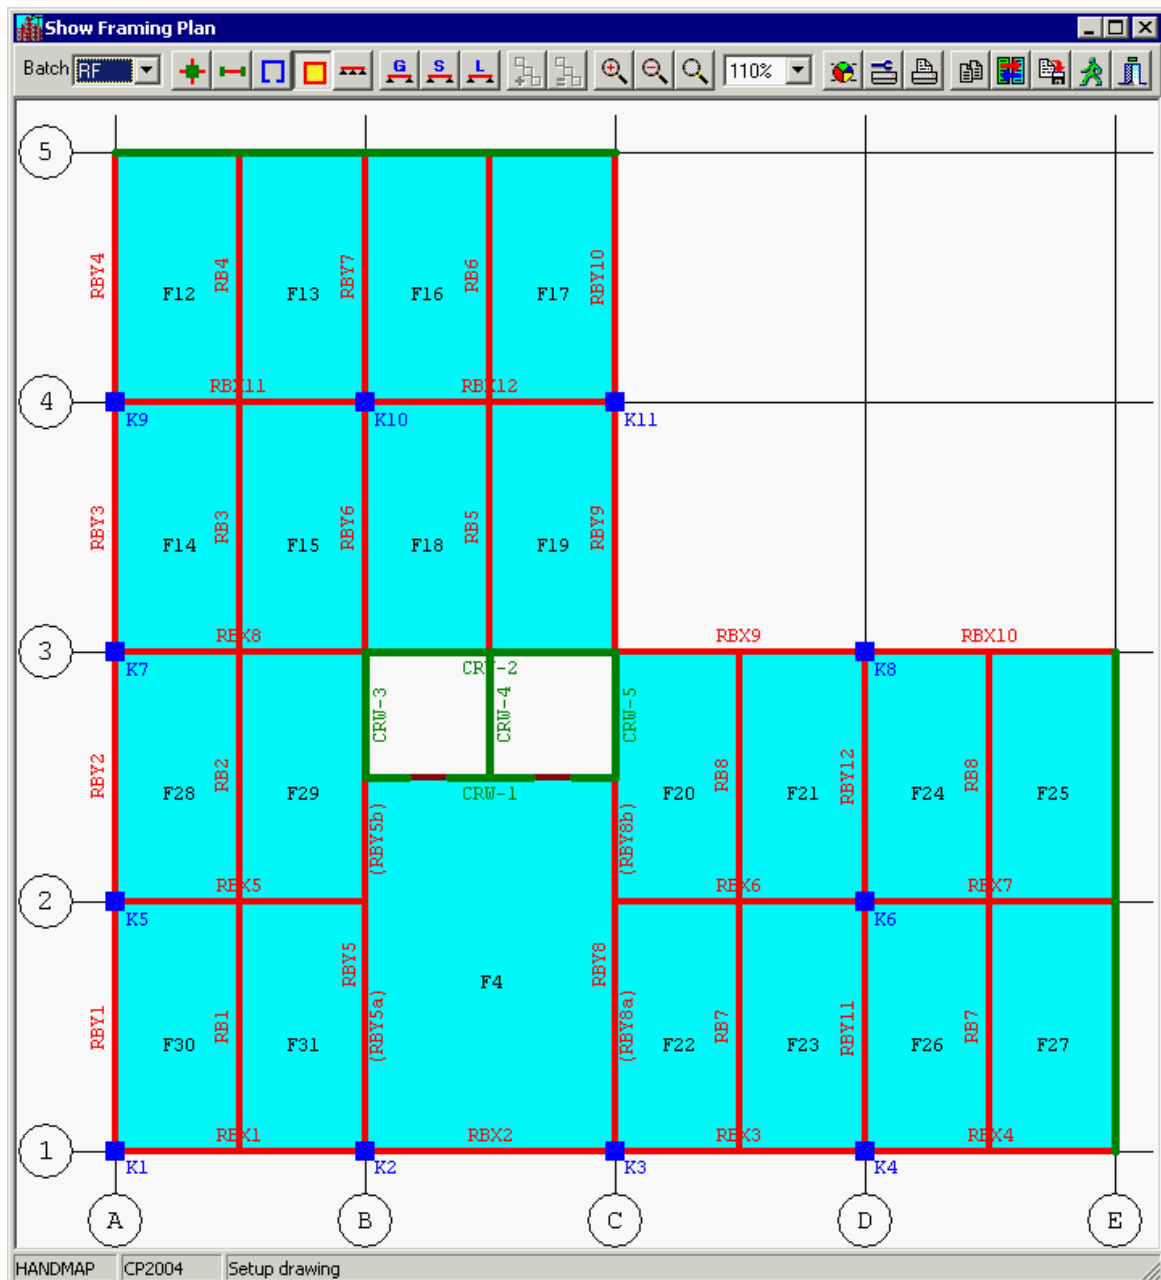 Show Framing Plan
Batch RF G S L 110%
5
RBY4 RB4 RBY7 RB6 RBY10
F12 F13 F16 F17
RBX11 RBX12
4
K9 K10 K11
RBY3 RB3 RBY6 RB5 RBY9
F14 F15 F18 F19
RBX8 RBX9 RBX10
3
K7 CRW-2 K8
CRW-3 CRW-4 CRW-5
RBY2 RB2 RB8 RBY12 RB8
F28 F29 CRW-1 F20 F21 F24 F25
(RBY5b) (RBY8b)
RBX5 RBX6 RBX7
2
K5 K6
RBY5 RBY8
F4
RBY1 RB1 (RBY5a) (RBY8a) RB7 RBY11 RB7
F30 F31 F22 F23 F26 F27
RBX1 RBX2 RBX3 RBX4
1
K1 K2 K3 K4
A B C D E
HANDMAP CP2004 Setup drawing